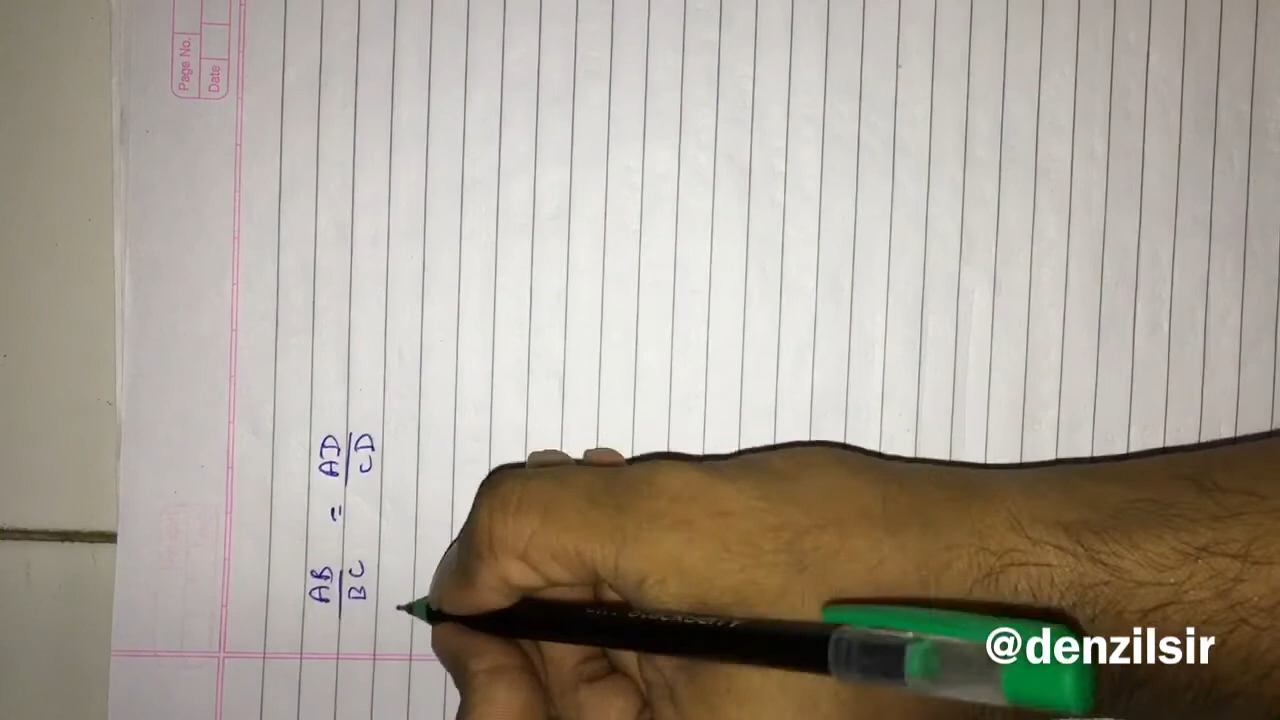 Page No.
Date
AB/BC = AD/CD
@denzilsir